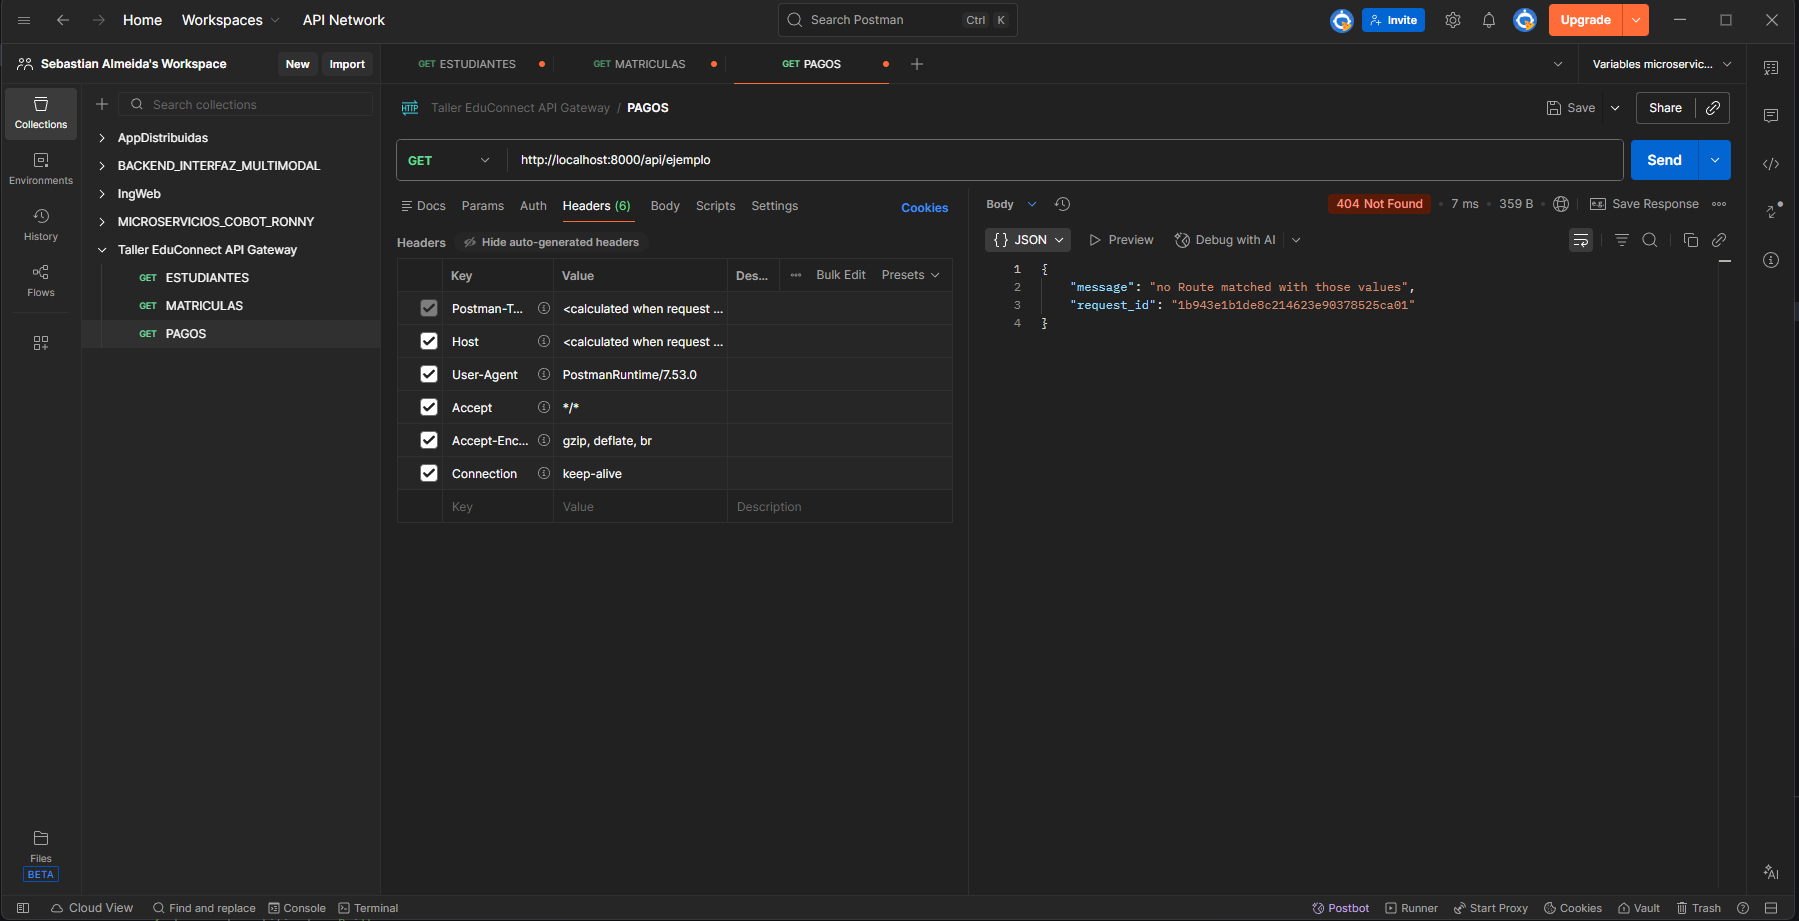 Home Workspaces API Network Search Postman Ctrl K Invite Upgrade
Sebastian Almeida's Workspace New Import GET ESTUDIANTES GET MATRICULAS GET PAGOS Variables microservic...
Collections
Environments
History
Flows
Files
BETA
Search collections
AppDistribuidas
BACKEND_INTERFAZ_MULTIMODAL
IngWeb
MICROSERVICIOS_COBOT_RONNY
Taller EduConnect API Gateway
GET ESTUDIANTES
GET MATRICULAS
GET PAGOS
HTTP Taller EduConnect API Gateway / PAGOS Save Share
GET http://localhost:8000/api/ejemplo Send
Docs Params Auth Headers (6) Body Scripts Settings Cookies
Headers Hide auto-generated headers
Key Value Des... Bulk Edit Presets
Postman-T... <calculated when request ...
Host <calculated when request ...
User-Agent PostmanRuntime/7.53.0
Accept */*
Accept-Enc... gzip, deflate, br
Connection keep-alive
Key Value Description
Body 404 Not Found 7 ms 359 B e.g. Save Response
{} JSON Preview Debug with AI
1 {
2 "message": "no Route matched with those values",
3 "request_id": "1b943e1b1de8c214623e90378525ca01"
4 }
AI
Cloud View Find and replace Console Terminal Postbot Runner Start Proxy Cookies Vault Trash